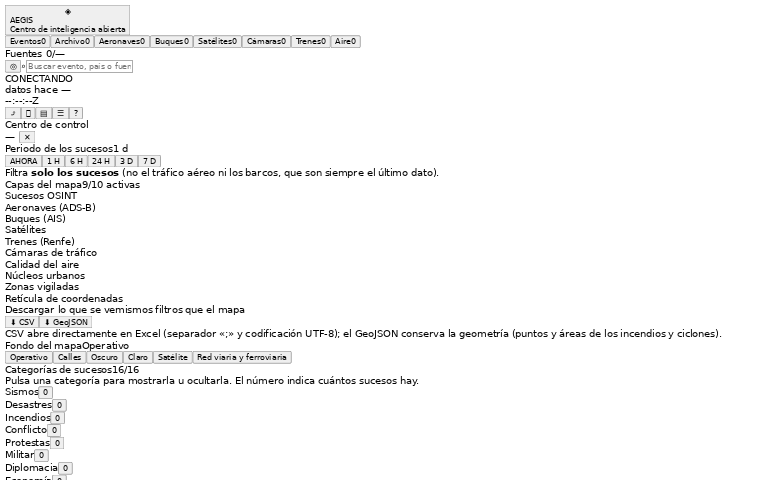 ◈
AEGIS
Centro de inteligencia abierta
Eventos0 Archivo0 Aeronaves0 Buques0 Satélites0 Cámaras0 Trenes0 Aire0
Fuentes 0/—
◎ ⌕ Buscar evento, país o fuen
CONECTANDO
datos hace —
--:--:--Z
▤ ☰ ?
Centro de control
— ✕
Periodo de los sucesos1 d
AHORA 1 H 6 H 24 H 3 D 7 D
Filtra solo los sucesos (no el tráfico aéreo ni los barcos, que son siempre el último dato).
Capas del mapa9/10 activas
Sucesos OSINT
Aeronaves (ADS-B)
Buques (AIS)
Satélites
Trenes (Renfe)
Cámaras de tráfico
Calidad del aire
Núcleos urbanos
Zonas vigiladas
Retícula de coordenadas
Descargar lo que se vemismos filtros que el mapa
⬇ CSV ⬇ GeoJSON
CSV abre directamente en Excel (separador «;» y codificación UTF-8); el GeoJSON conserva la geometría (puntos y áreas de los incendios y ciclones).
Fondo del mapaOperativo
Operativo Calles Oscuro Claro Satélite Red viaria y ferroviaria
Categorías de sucesos16/16
Pulsa una categoría para mostrarla u ocultarla. El número indica cuántos sucesos hay.
Sismos 0
Desastres 0
Incendios 0
Conflicto 0
Protestas 0
Militar 0
Diplomacia 0
Economía 0